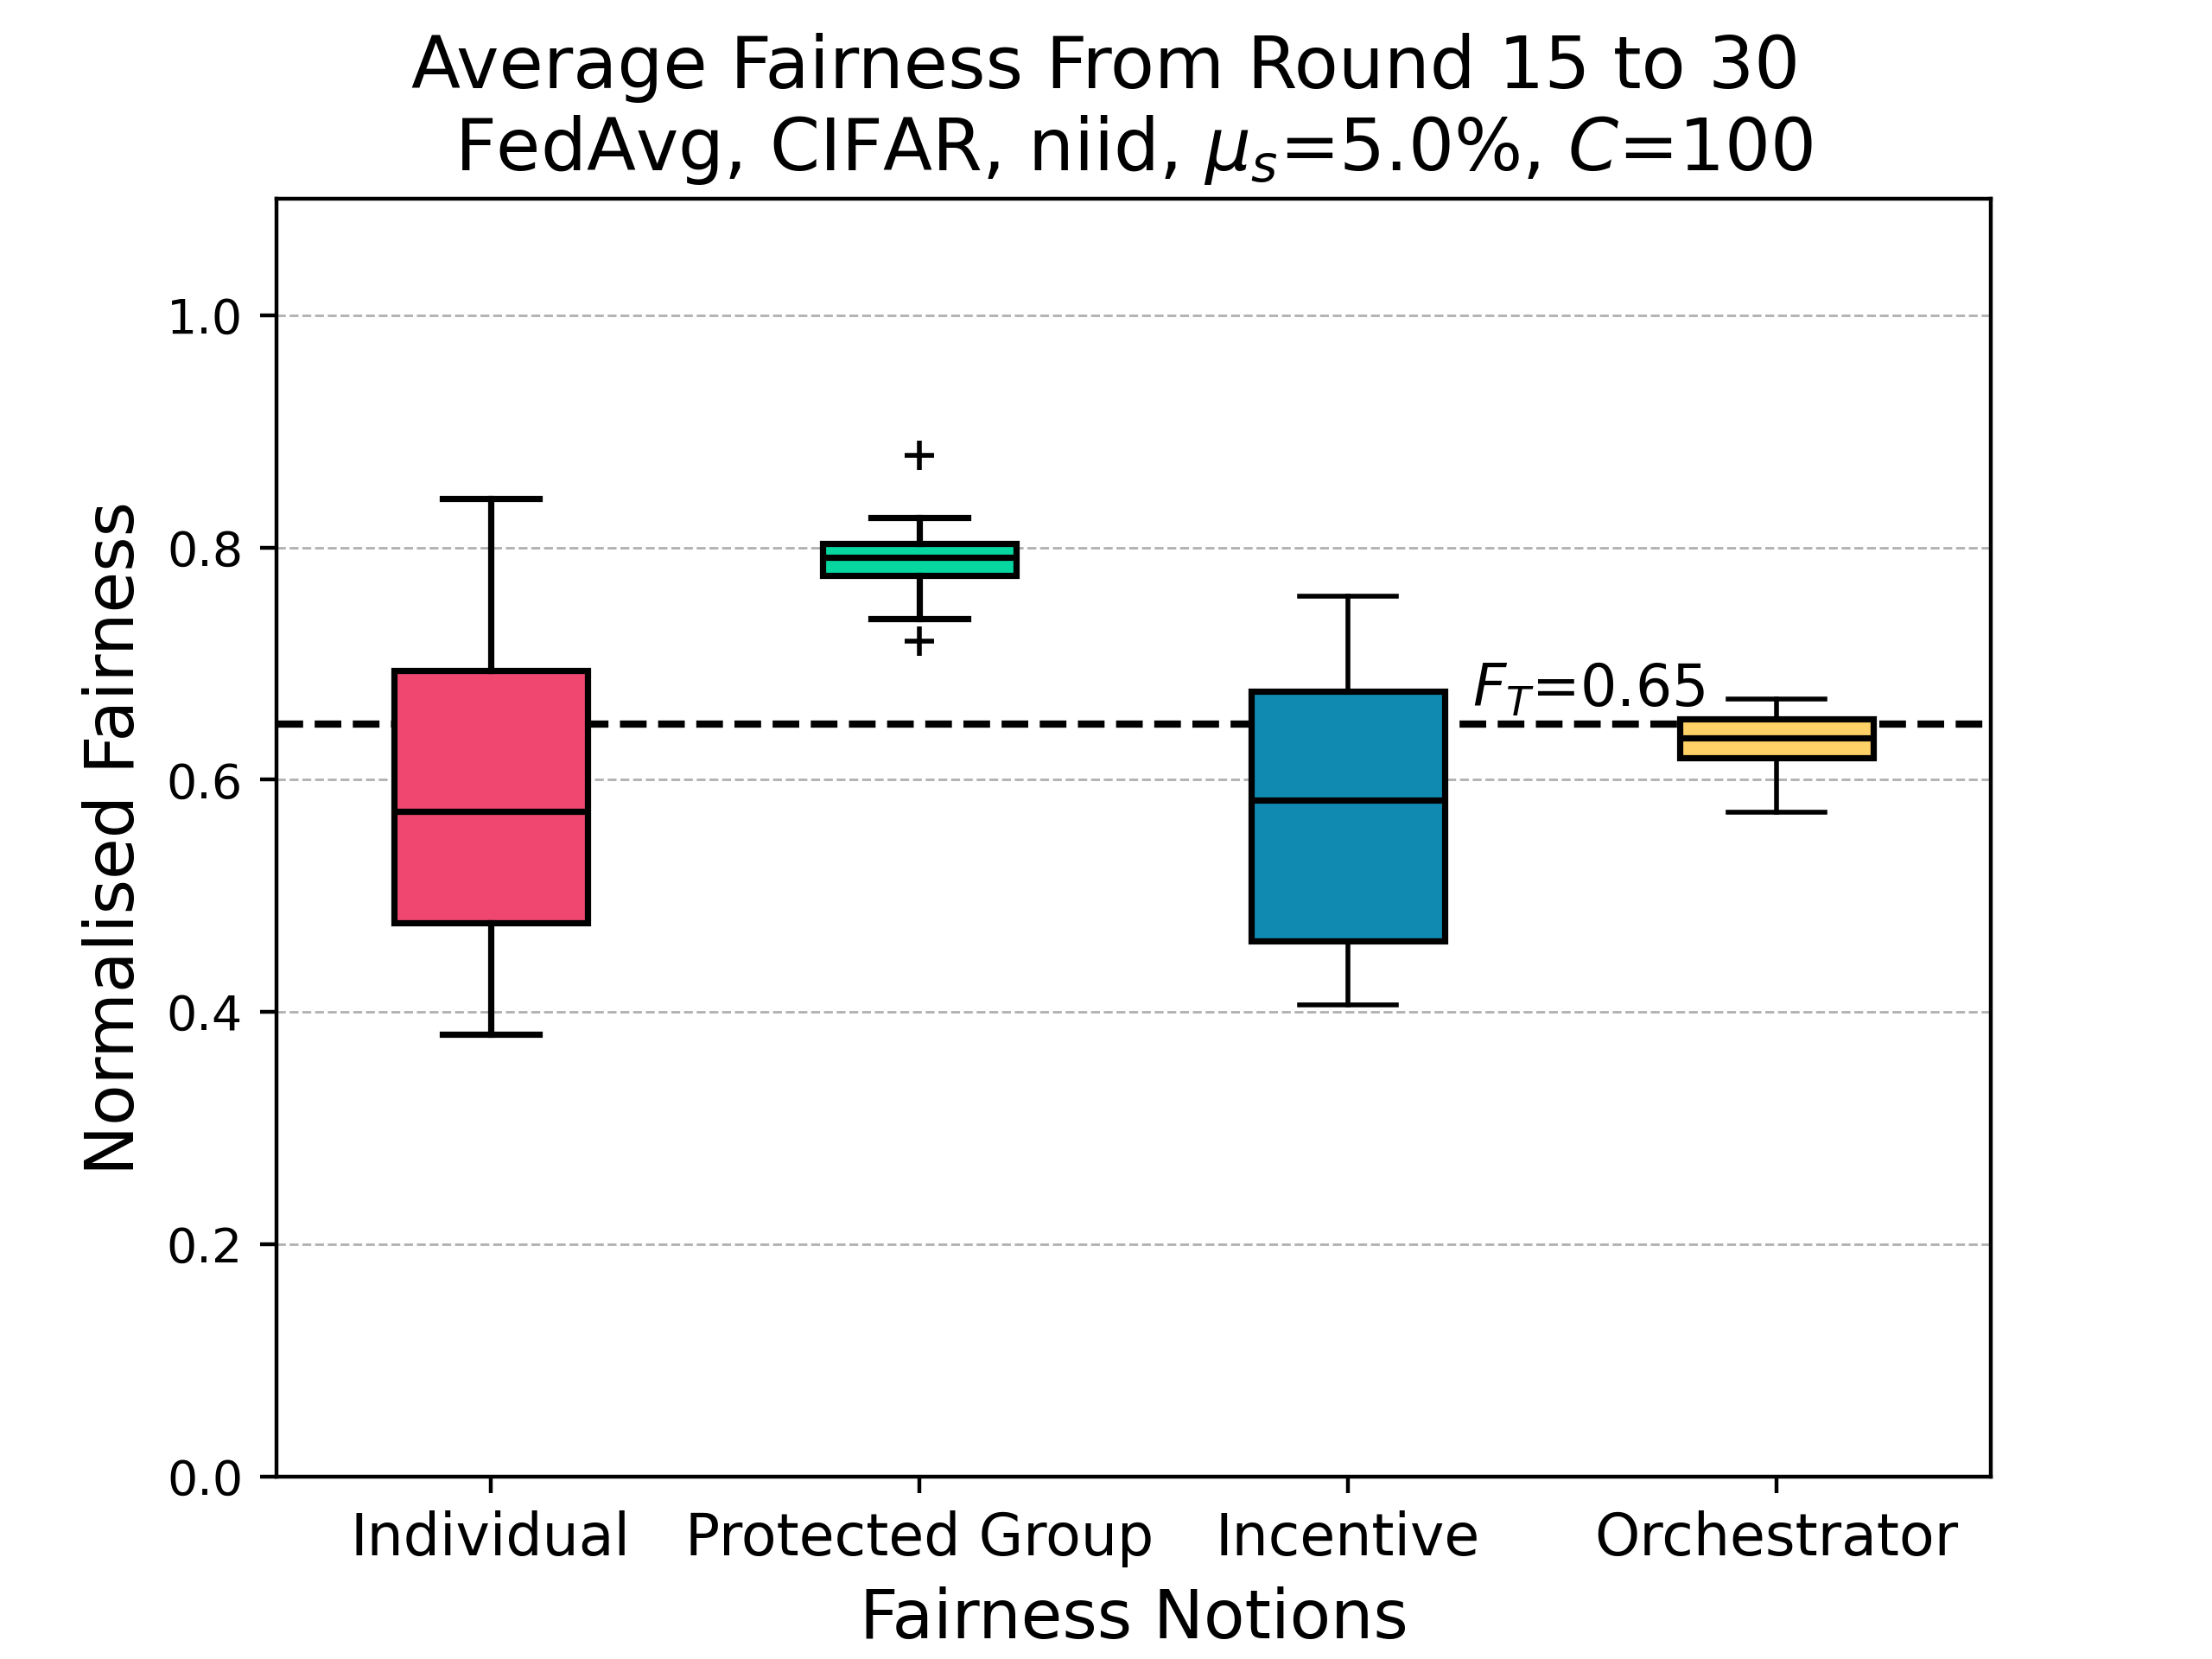 Average Fairness From Round 15 to 30
FedAvg, CIFAR, niid, μₛ=5.0%, C=100
Normalised Fairness
1.0
0.8
0.6
0.4
0.2
0.0
F_T=0.65
Individual Protected Group Incentive Orchestrator
Fairness Notions